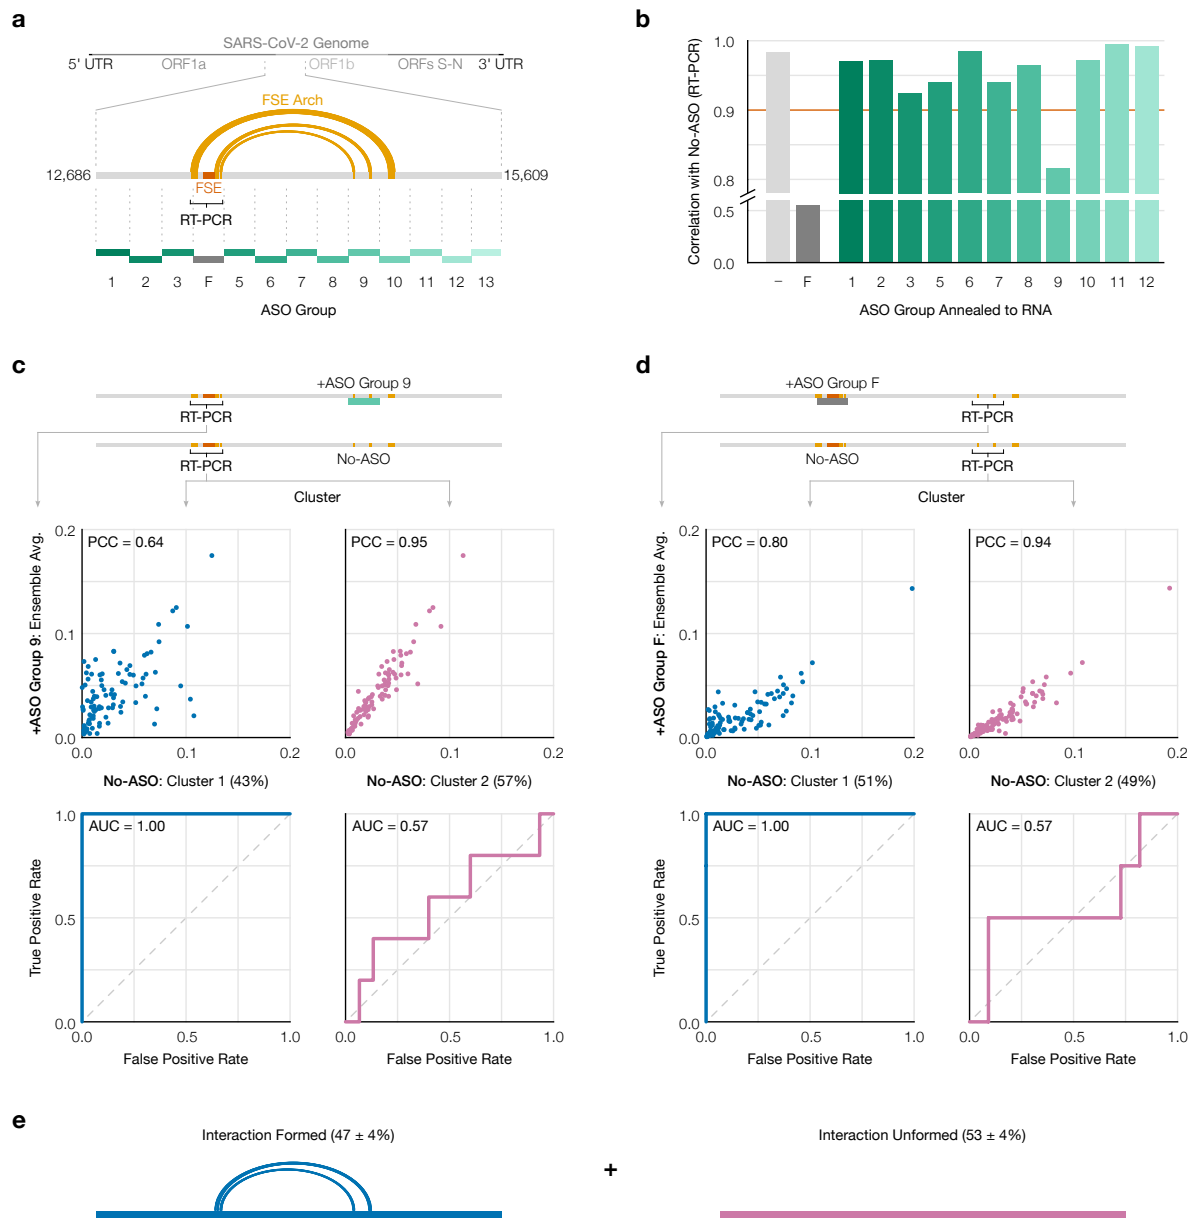 a
SARS-CoV-2 Genome
5' UTR ORF1a ORF1b ORFs S-N 3' UTR
FSE Arch
12,686 15,609
FSE
RT-PCR
1 2 3 F 5 6 7 8 9 10 11 12 13
ASO Group
b
Correlation with No-ASO (RT-PCR)
1.0
0.9
0.8
0.5
0.0
– F 1 2 3 5 6 7 8 9 10 11 12
ASO Group Annealed to RNA
c
+ASO Group 9
RT-PCR
No-ASO
RT-PCR
Cluster
+ASO Group 9: Ensemble Avg.
0.2
0.1
0.0
PCC = 0.64
0.0 0.1 0.2
No-ASO: Cluster 1 (43%)
PCC = 0.95
0.0 0.1 0.2
No-ASO: Cluster 2 (57%)
True Positive Rate
1.0
0.5
0.0
AUC = 1.00
0.0 0.5 1.0
False Positive Rate
AUC = 0.57
0.0 0.5 1.0
False Positive Rate
d
+ASO Group F
RT-PCR
No-ASO
RT-PCR
Cluster
+ASO Group F: Ensemble Avg.
0.2
0.1
0.0
PCC = 0.80
0.0 0.1 0.2
No-ASO: Cluster 1 (51%)
PCC = 0.94
0.0 0.1 0.2
No-ASO: Cluster 2 (49%)
True Positive Rate
1.0
0.5
0.0
AUC = 1.00
0.0 0.5 1.0
False Positive Rate
AUC = 0.57
0.0 0.5 1.0
False Positive Rate
e
Interaction Formed (47 ± 4%)
+
Interaction Unformed (53 ± 4%)